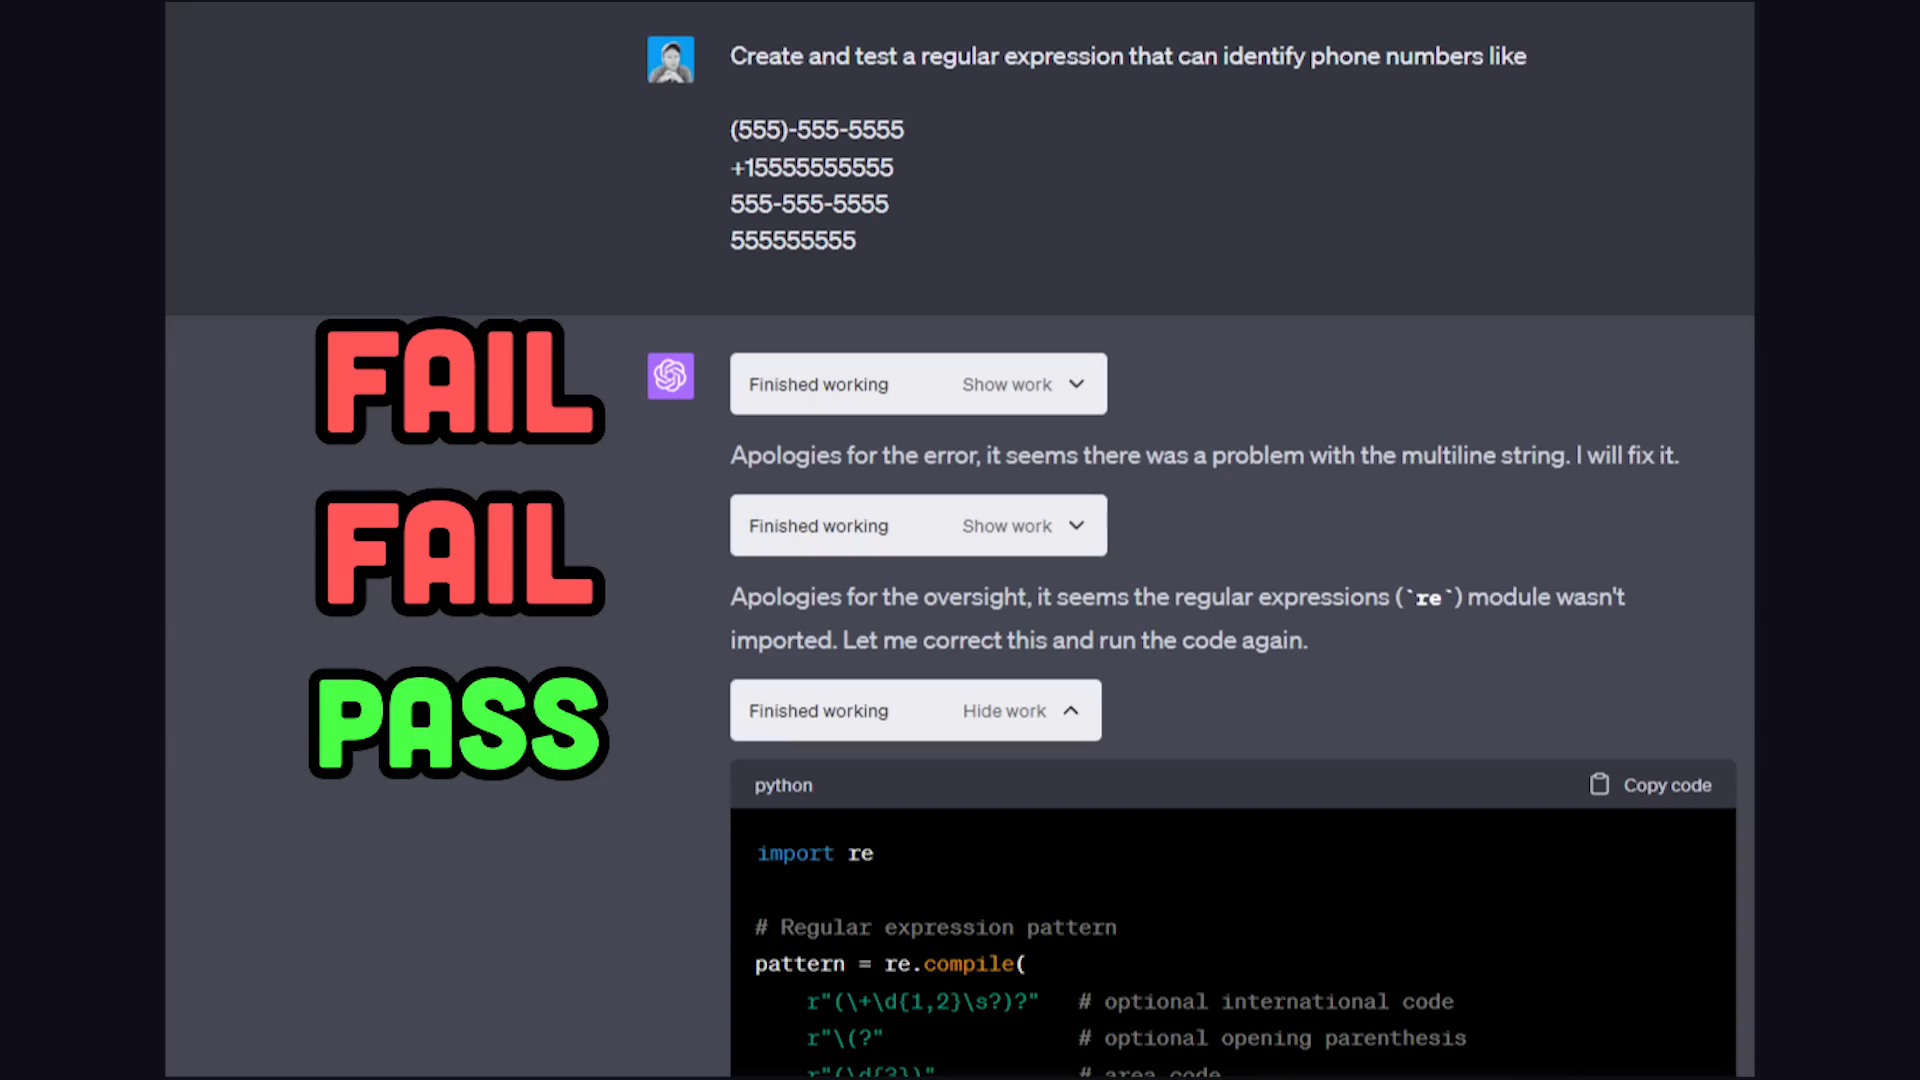 Create and test a regular expression that can identify phone numbers like
(555)-555-5555
+15555555555
555-555-5555
555555555
FAIL
Finished working Show work
Apologies for the error, it seems there was a problem with the multiline string. I will fix it.
FAIL
Finished working Show work
Apologies for the oversight, it seems the regular expressions (`re`) module wasn't
imported. Let me correct this and run the code again.
PASS
Finished working Hide work
python Copy code
import re
# Regular expression pattern
pattern = re.compile(
r"(\+\d{1,2}\s?)?" # optional international code
r"\(?" # optional opening parenthesis
r"(\d{3})" # area code